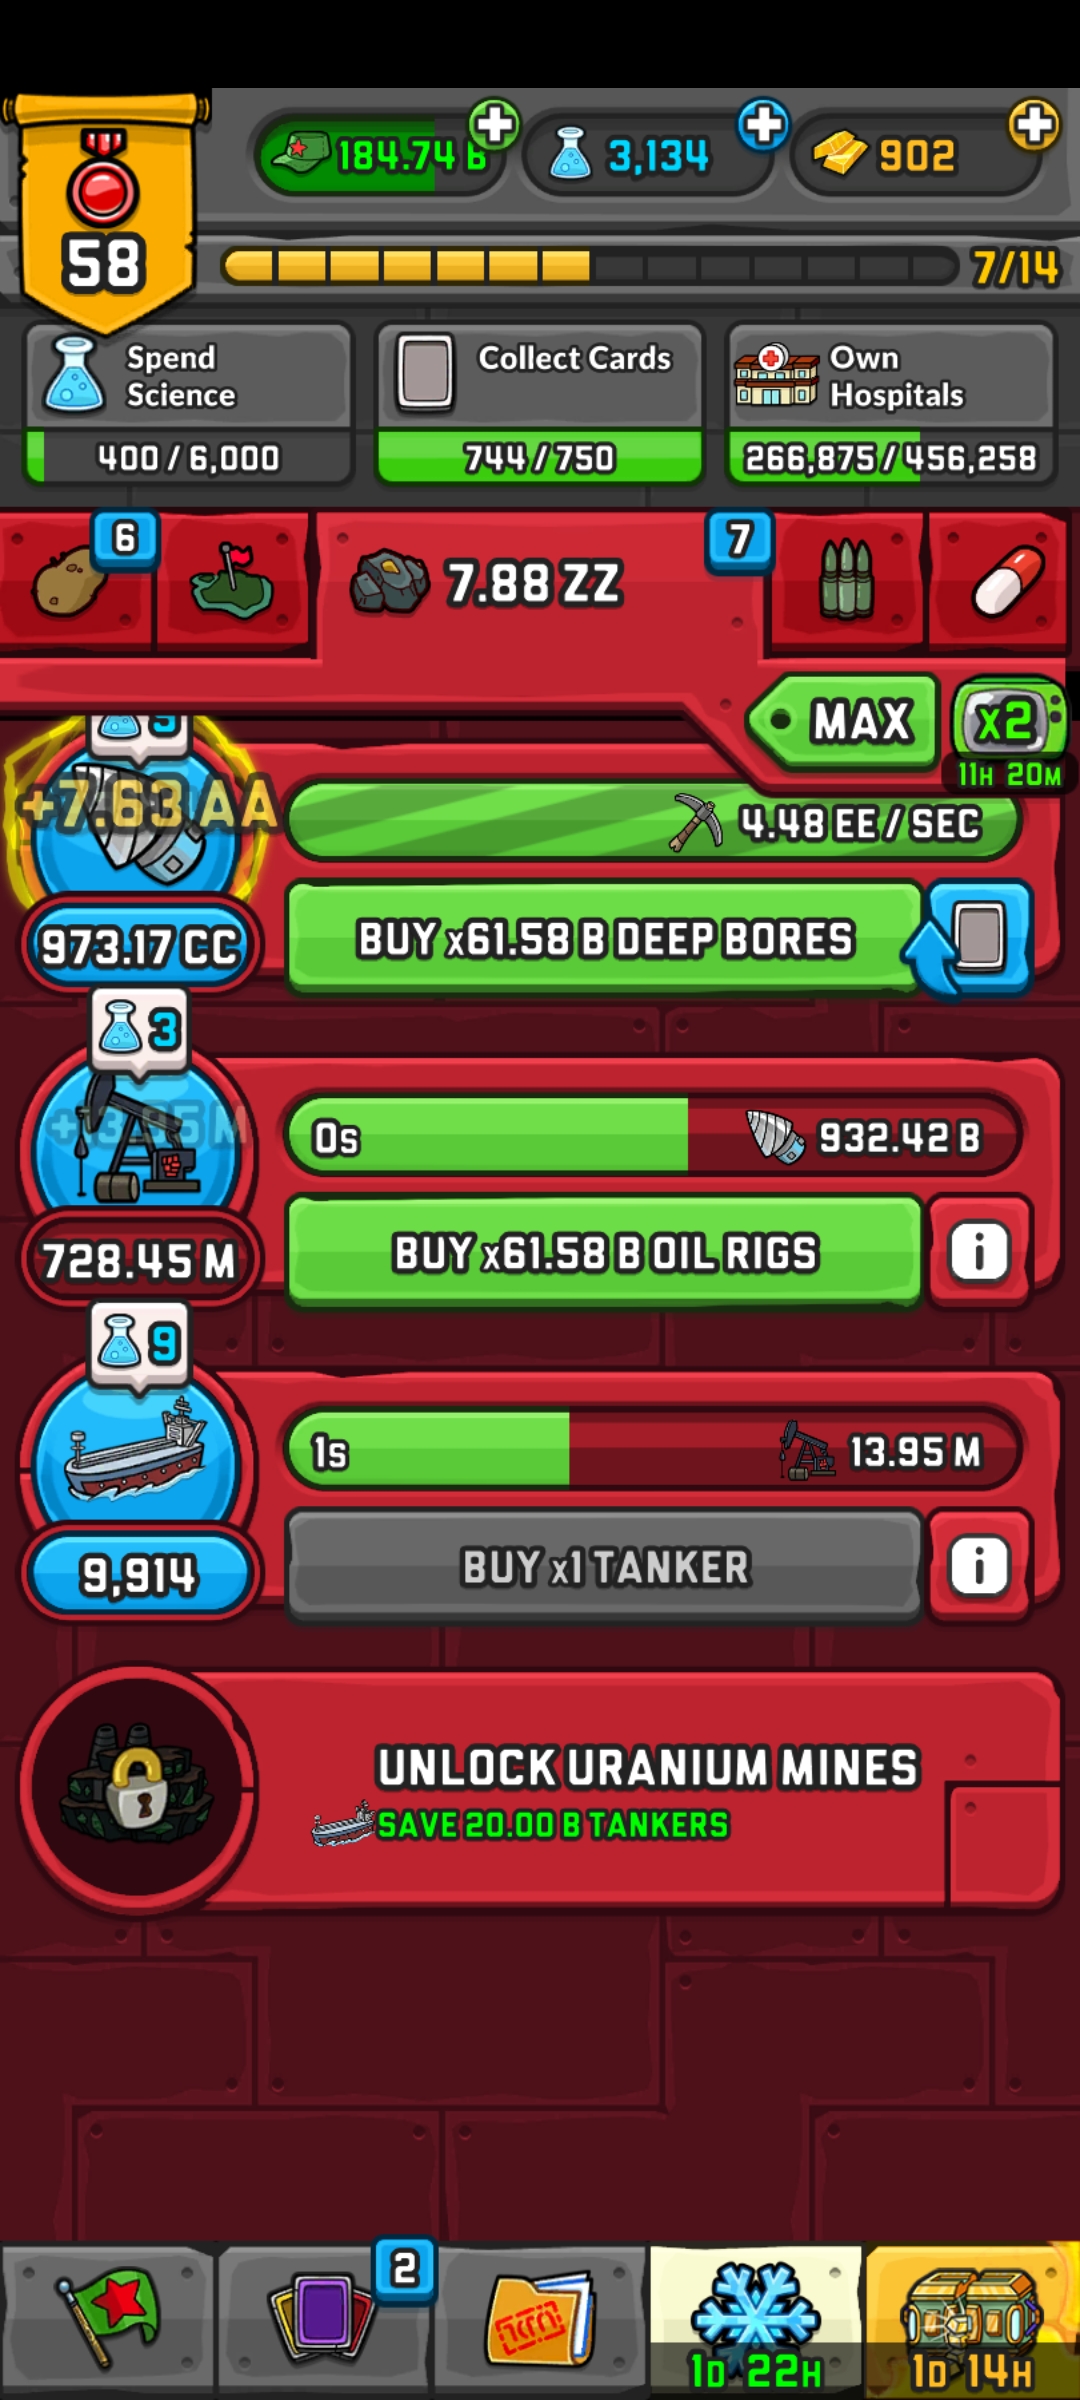 58
184.74 B
3,134
902
7/14
Spend
Science
400 / 6,000
Collect Cards
744 / 750
Own
Hospitals
266,875 / 456,258
6
7.88 ZZ
7
MAX
x2
11H 20M
+7.63 AA
4.48 EE / SEC
973.17 CC
BUY x61.58 B DEEP BORES
3
+13.95 M
0s
932.42 B
728.45 M
BUY x61.58 B OIL RIGS
9
1s
13.95 M
9,914
BUY x1 TANKER
UNLOCK URANIUM MINES
SAVE 20.00 B TANKERS
2
1D 22H
1D 14H